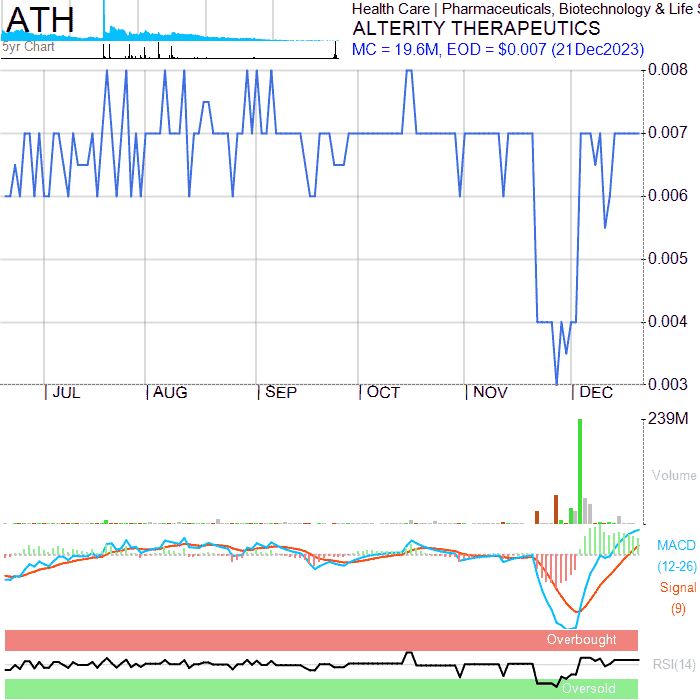 ATH
5yr Chart
Health Care | Pharmaceuticals, Biotechnology & Life S
ALTERITY THERAPEUTICS
MC = 19.6M, EOD = $0.007 (21Dec2023)
0.008
0.007
0.006
0.005
0.004
0.003
JUL AUG SEP OCT NOV DEC
239M
Volume
MACD
(12-26)
Signal
(9)
Overbought
RSI(14)
Oversold